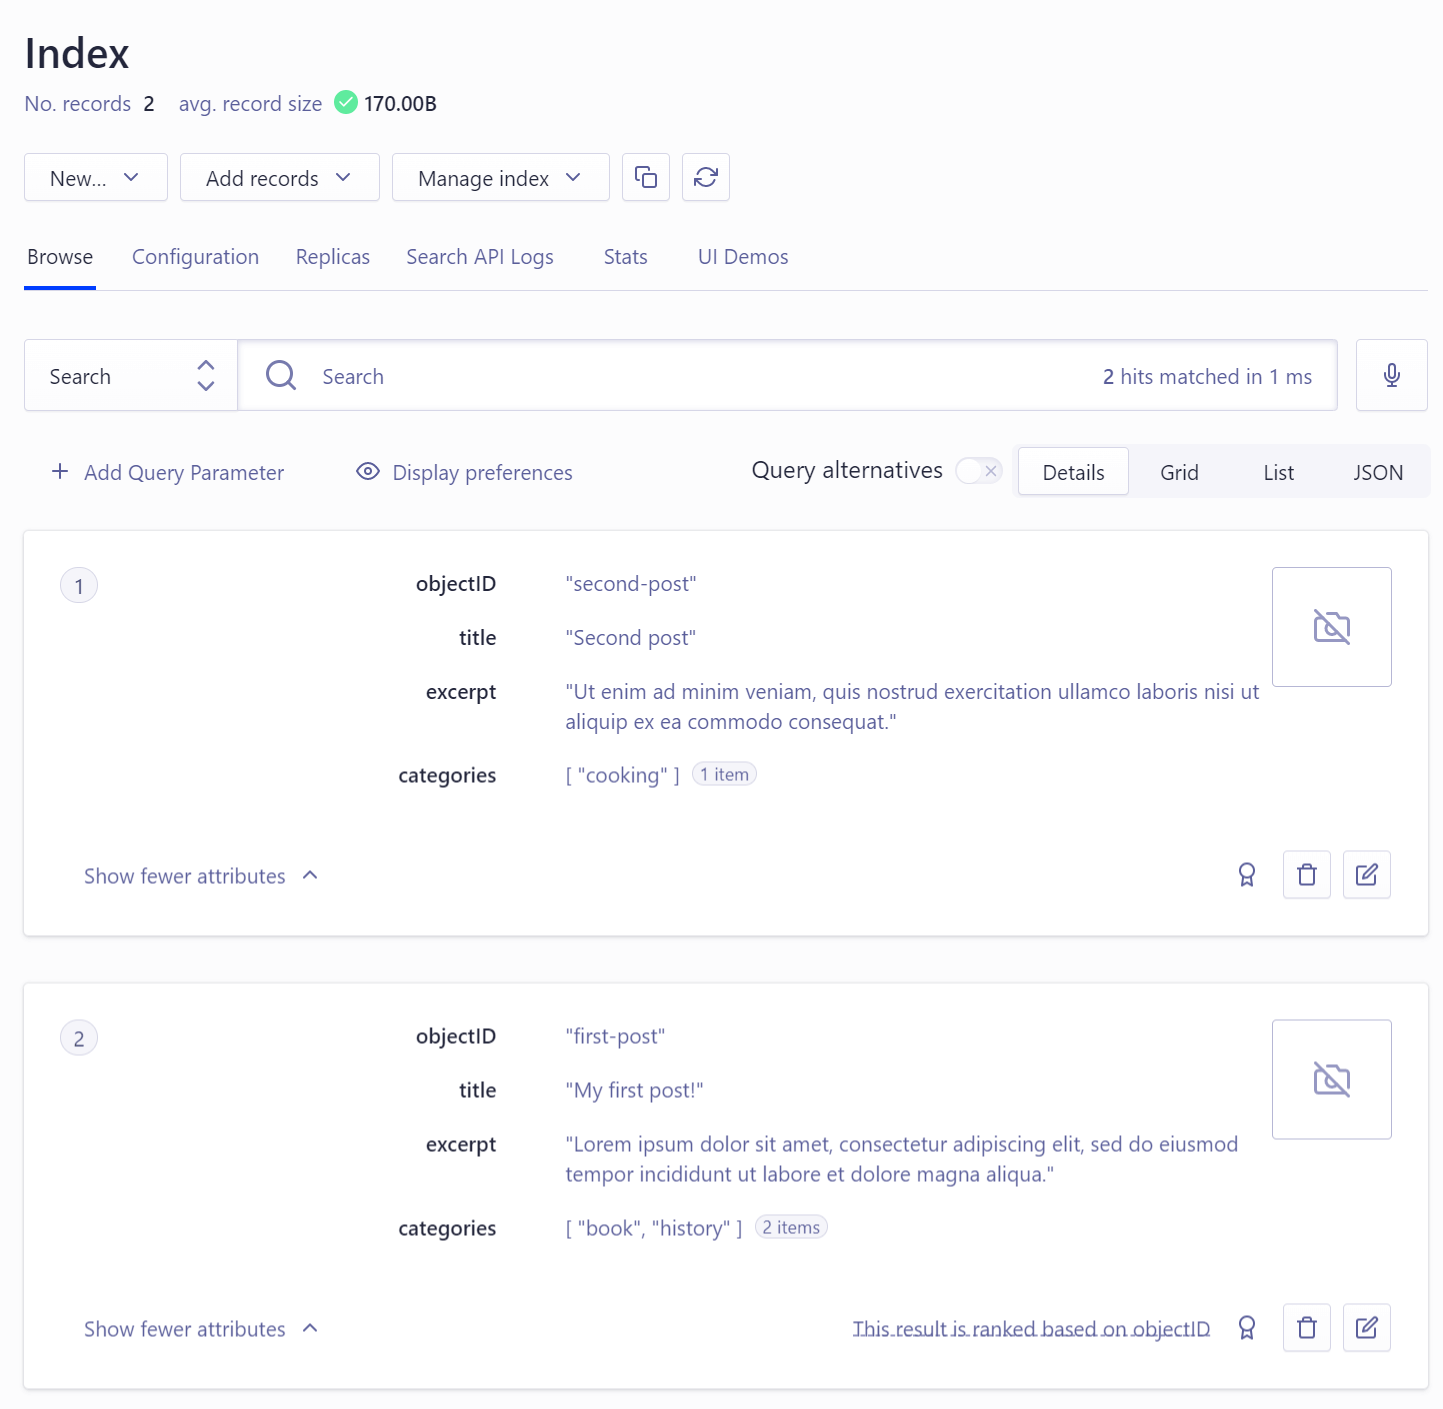 Index
No. records 2 avg. record size 170.00B
New... Add records Manage index
Browse Configuration Replicas Search API Logs Stats UI Demos
Search Search 2 hits matched in 1 ms
Add Query Parameter Display preferences Query alternatives Details Grid List JSON
1 objectID "second-post"
title "Second post"
excerpt "Ut enim ad minim veniam, quis nostrud exercitation ullamco laboris nisi ut
aliquip ex ea commodo consequat."
categories [ "cooking" ] 1 item
Show fewer attributes
2 objectID "first-post"
title "My first post!"
excerpt "Lorem ipsum dolor sit amet, consectetur adipiscing elit, sed do eiusmod
tempor incididunt ut labore et dolore magna aliqua."
categories [ "book", "history" ] 2 items
Show fewer attributes This result is ranked based on objectID